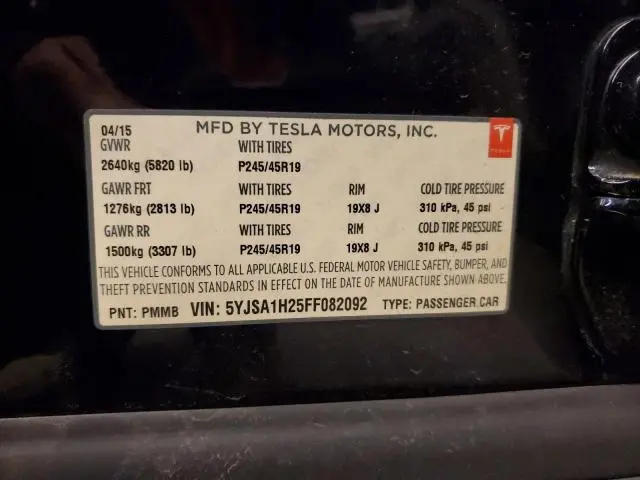 04/15 MFD BY TESLA MOTORS, INC.
GVWR WITH TIRES
2640kg (5820 lb) P245/45R19
GAWR FRT WITH TIRES RIM COLD TIRE PRESSURE
1276kg (2813 lb) P245/45R19 19X8 J 310 kPa, 45 psi
GAWR RR WITH TIRES RIM COLD TIRE PRESSURE
1500kg (3307 lb) P245/45R19 19X8 J 310 kPa, 45 psi
THIS VEHICLE CONFORMS TO ALL APPLICABLE U.S. FEDERAL MOTOR VEHICLE SAFETY, BUMPER, AND
THEFT PREVENTION STANDARDS IN EFFECT ON THE DATE OF MANUFACTURE SHOWN ABOVE.
PNT: PMMB VIN: 5YJSA1H25FF082092 TYPE: PASSENGER CAR
TESLA